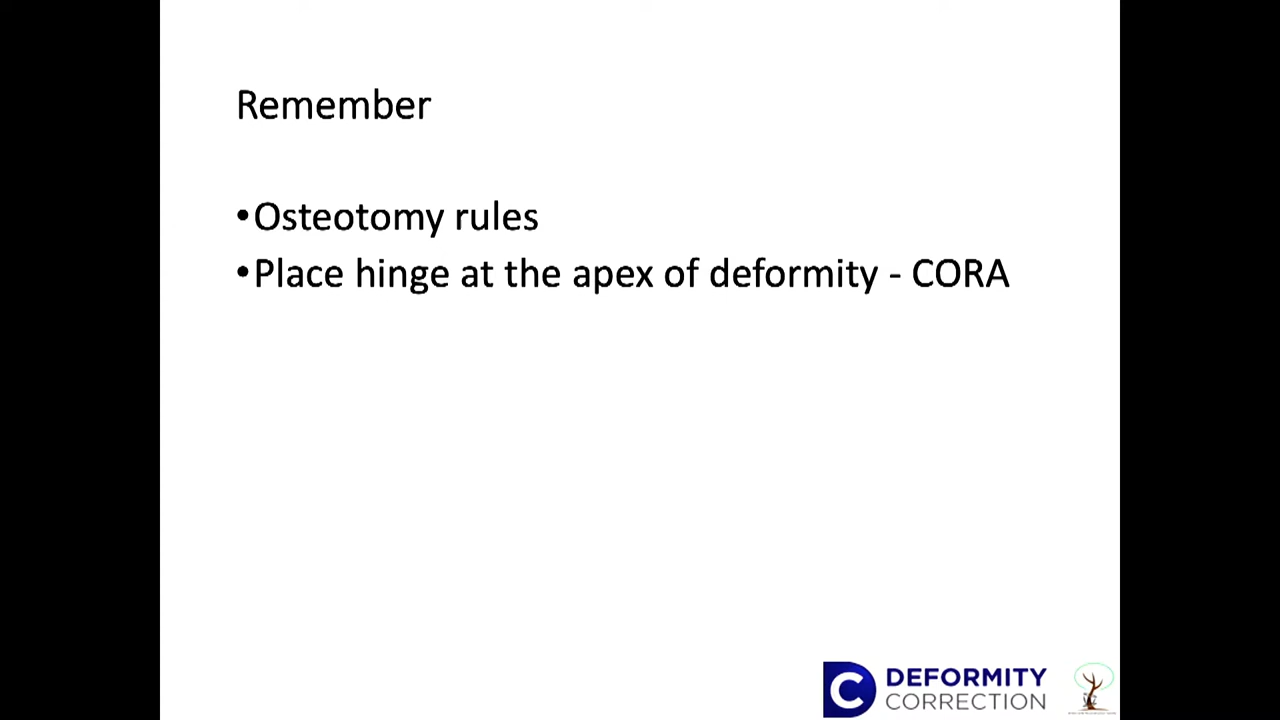 Remember
•Osteotomy rules
•Place hinge at the apex of deformity - CORA
DEFORMITY
CORRECTION